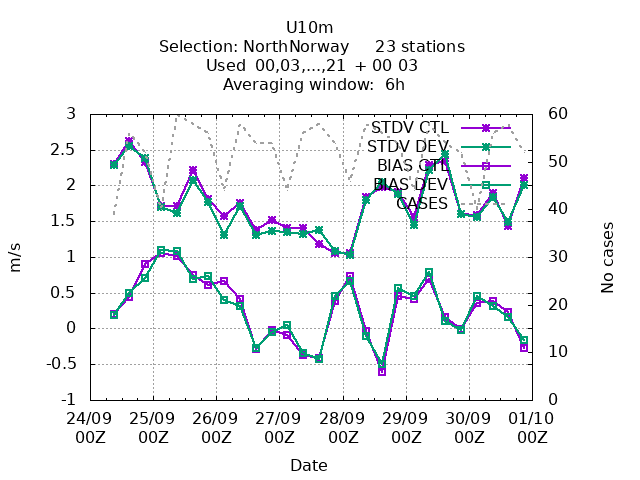 U10m
Selection: NorthNorway     23 stations
Used  00,03,...,21  + 00 03
Averaging window:  6h
3
2.5
2
1.5
1
0.5
0
-0.5
-1
m/s
60
50
40
30
20
10
0
No cases
STDV CTL
STDV DEV
BIAS CTL
BIAS DEV
CASES
24/09 25/09 26/09 27/09 28/09 29/09 30/09 01/10
00Z 00Z 00Z 00Z 00Z 00Z 00Z 00Z
Date